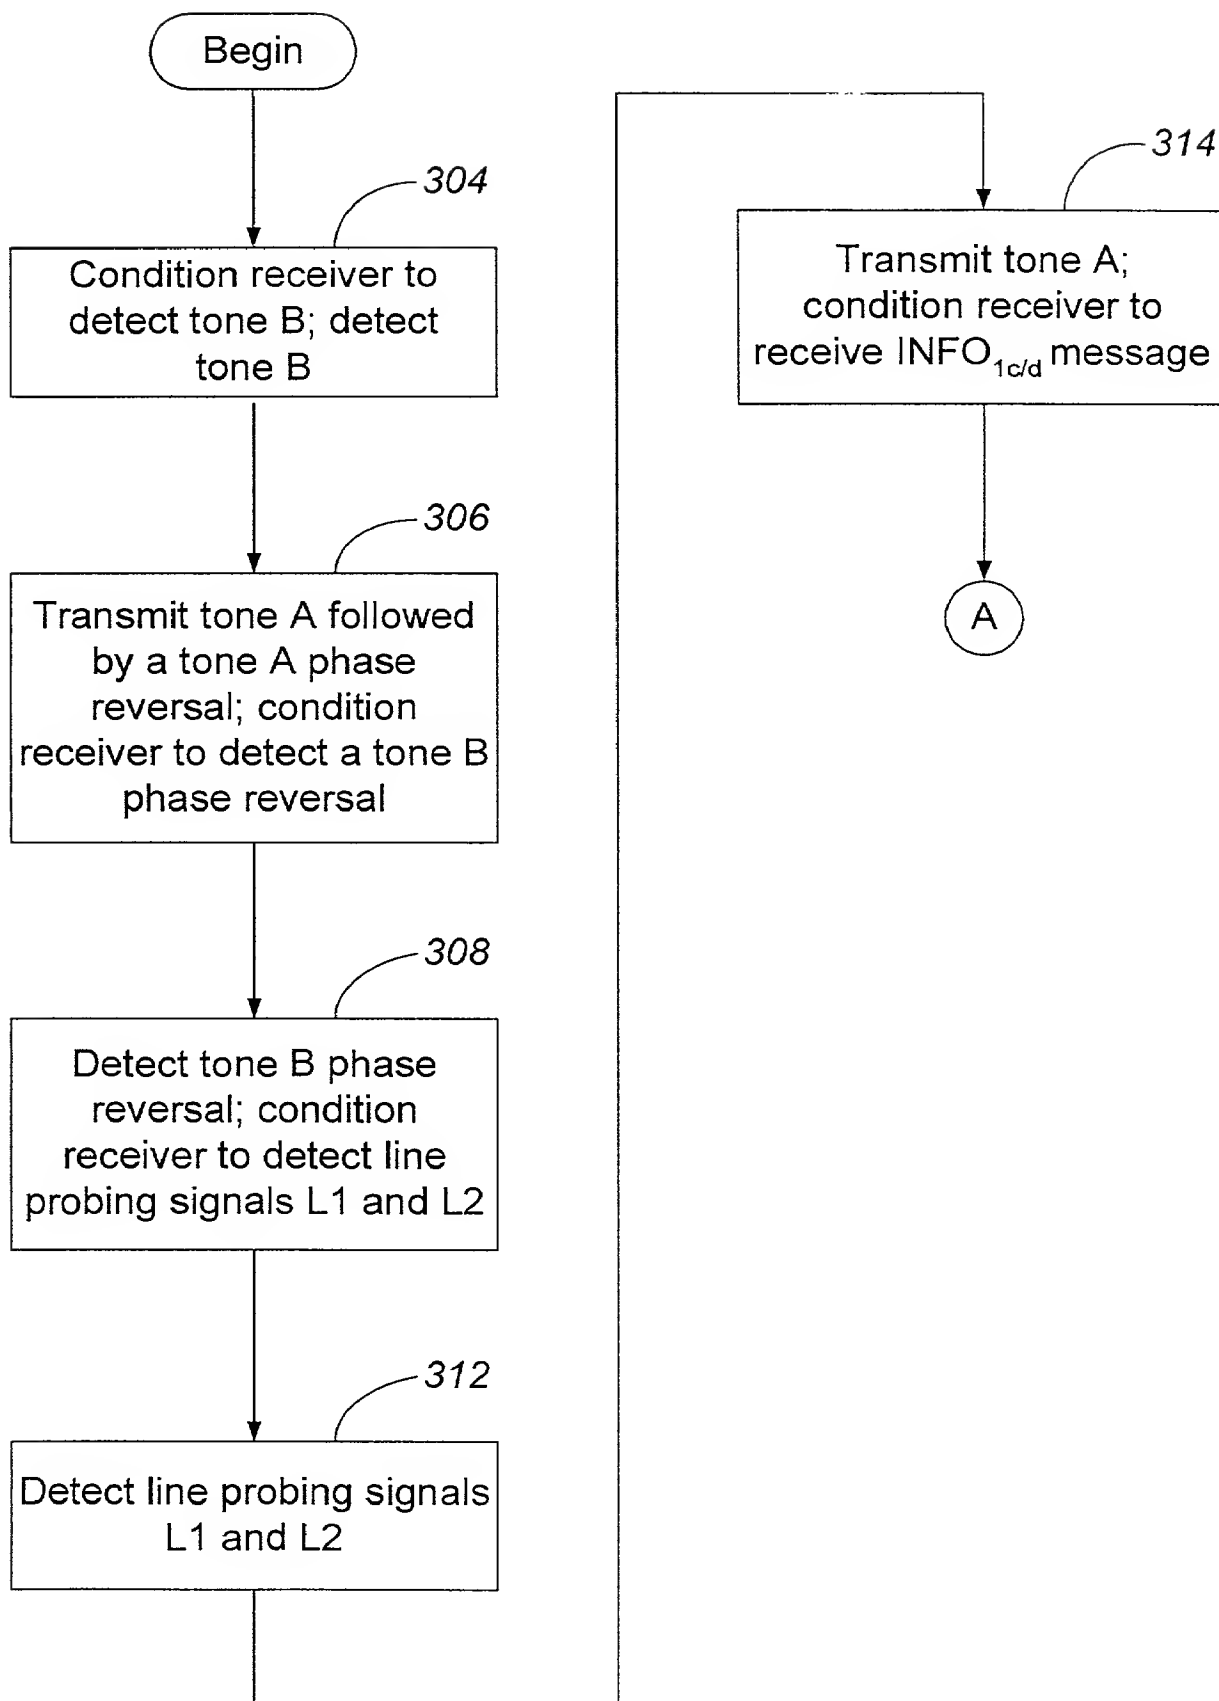 Begin
304
Condition receiver to
detect tone B; detect
tone B
306
Transmit tone A followed
by a tone A phase
reversal; condition
receiver to detect a tone B
phase reversal
308
Detect tone B phase
reversal; condition
receiver to detect line
probing signals L1 and L2
312
Detect line probing signals
L1 and L2
314
Transmit tone A;
condition receiver to
receive INFO1c/d message
A